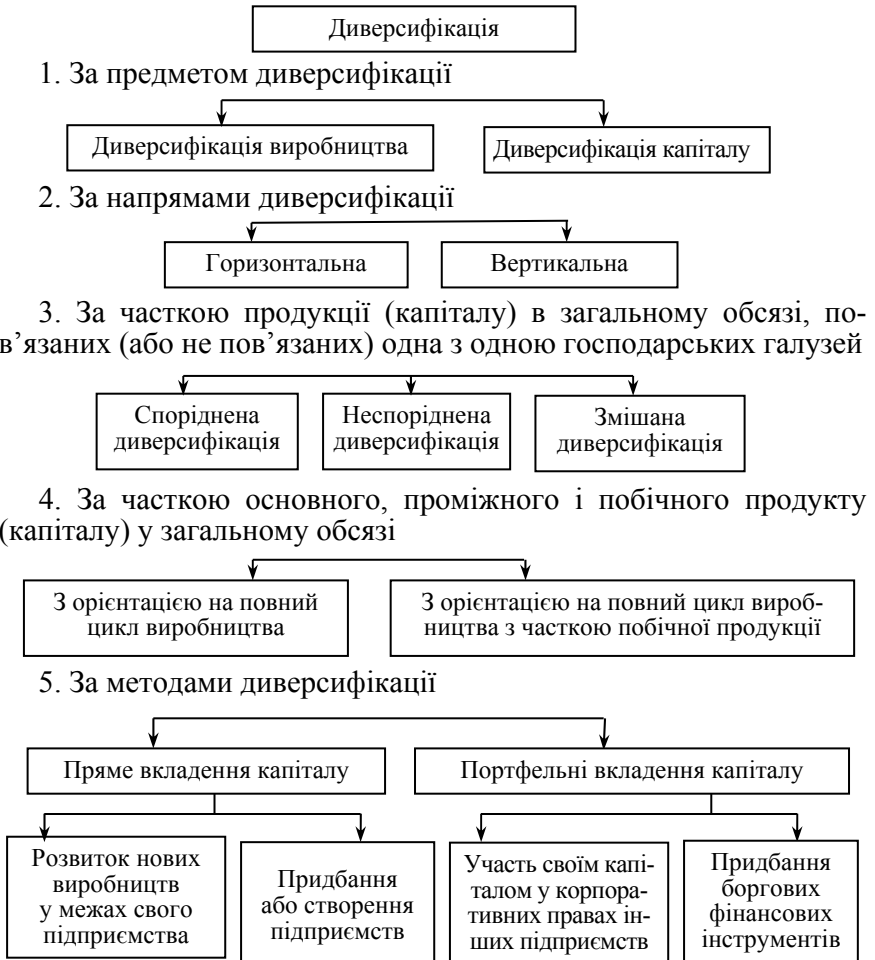 Диверсифікація
1. За предметом диверсифікації
Диверсифікація виробництва
Диверсифікація капіталу
2. За напрямами диверсифікації
Горизонтальна
Вертикальна
3. За часткою продукції (капіталу) в загальному обсязі, по-
в’язаних (або не пов’язаних) одна з одною господарських галузей
Споріднена
диверсифікація
Неспоріднена
диверсифікація
Змішана
диверсифікація
4. За часткою основного, проміжного і побічного продукту
(капіталу) у загальному обсязі
З орієнтацією на повний
цикл виробництва
З орієнтацією на повний цикл вироб-
ництва з часткою побічної продукції
5. За методами диверсифікації
Пряме вкладення капіталу
Портфельні вкладення капіталу
Розвиток нових
виробництв
у межах свого
підприємства
Придбання
або створення
підприємств
Участь своїм капі-
талом у корпора-
тивних правах ін-
ших підприємств
Придбання
боргових
фінансових
інструментів